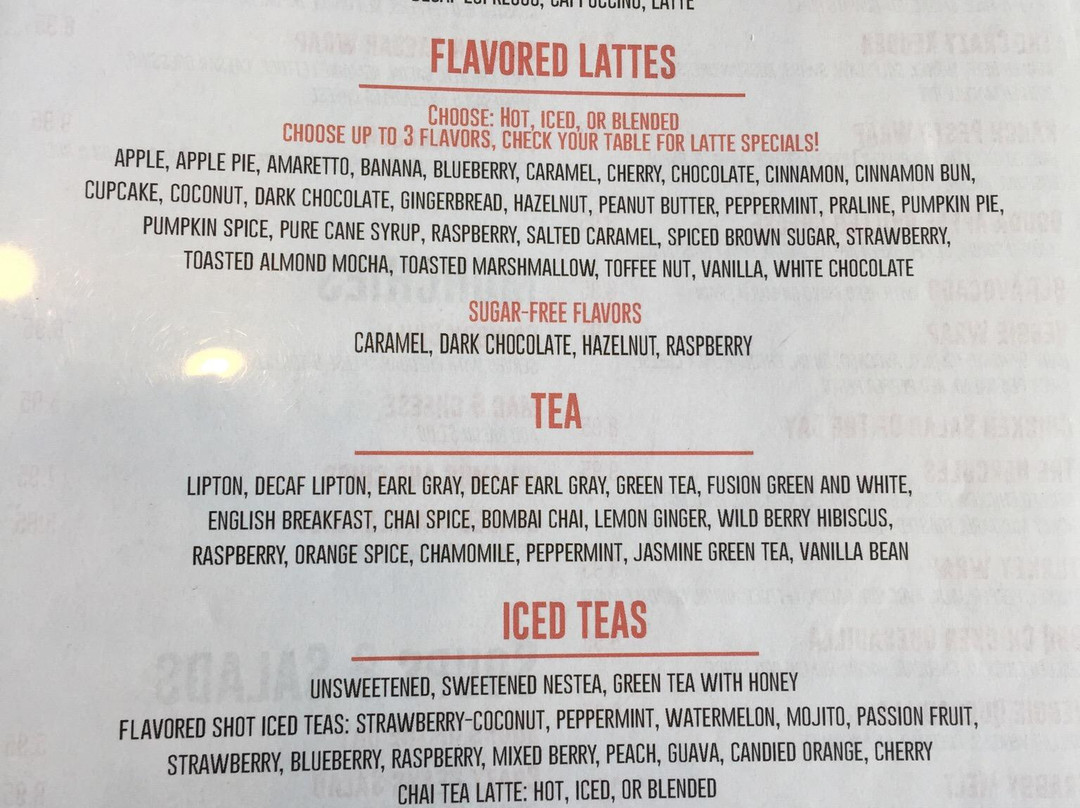 FLAVORED LATTES
CHOOSE: HOT, ICED, OR BLENDED
CHOOSE UP TO 3 FLAVORS, CHECK YOUR TABLE FOR LATTE SPECIALS!
APPLE, APPLE PIE, AMARETTO, BANANA, BLUEBERRY, CARAMEL, CHERRY, CHOCOLATE, CINNAMON, CINNAMON BUN,
CUPCAKE, COCONUT, DARK CHOCOLATE, GINGERBREAD, HAZELNUT, PEANUT BUTTER, PEPPERMINT, PRALINE, PUMPKIN PIE,
PUMPKIN SPICE, PURE CANE SYRUP, RASPBERRY, SALTED CARAMEL, SPICED BROWN SUGAR, STRAWBERRY,
TOASTED ALMOND MOCHA, TOASTED MARSHMALLOW, TOFFEE NUT, VANILLA, WHITE CHOCOLATE
SUGAR-FREE FLAVORS
CARAMEL, DARK CHOCOLATE, HAZELNUT, RASPBERRY
TEA
LIPTON, DECAF LIPTON, EARL GRAY, DECAF EARL GRAY, GREEN TEA, FUSION GREEN AND WHITE,
ENGLISH BREAKFAST, CHAI SPICE, BOMBAI CHAI, LEMON GINGER, WILD BERRY HIBISCUS,
RASPBERRY, ORANGE SPICE, CHAMOMILE, PEPPERMINT, JASMINE GREEN TEA, VANILLA BEAN
ICED TEAS
UNSWEETENED, SWEETENED NESTEA, GREEN TEA WITH HONEY
FLAVORED SHOT ICED TEAS: STRAWBERRY-COCONUT, PEPPERMINT, WATERMELON, MOJITO, PASSION FRUIT,
STRAWBERRY, BLUEBERRY, RASPBERRY, MIXED BERRY, PEACH, GUAVA, CANDIED ORANGE, CHERRY
CHAI TEA LATTE: HOT, ICED, OR BLENDED